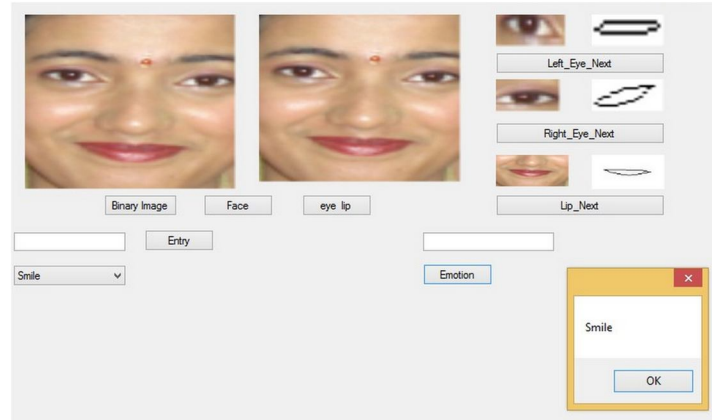 Left_Eye_Next
Right_Eye_Next
Binary Image
Face
eye lip
Lip_Next
Entry
Smile
Emotion
Smile
OK